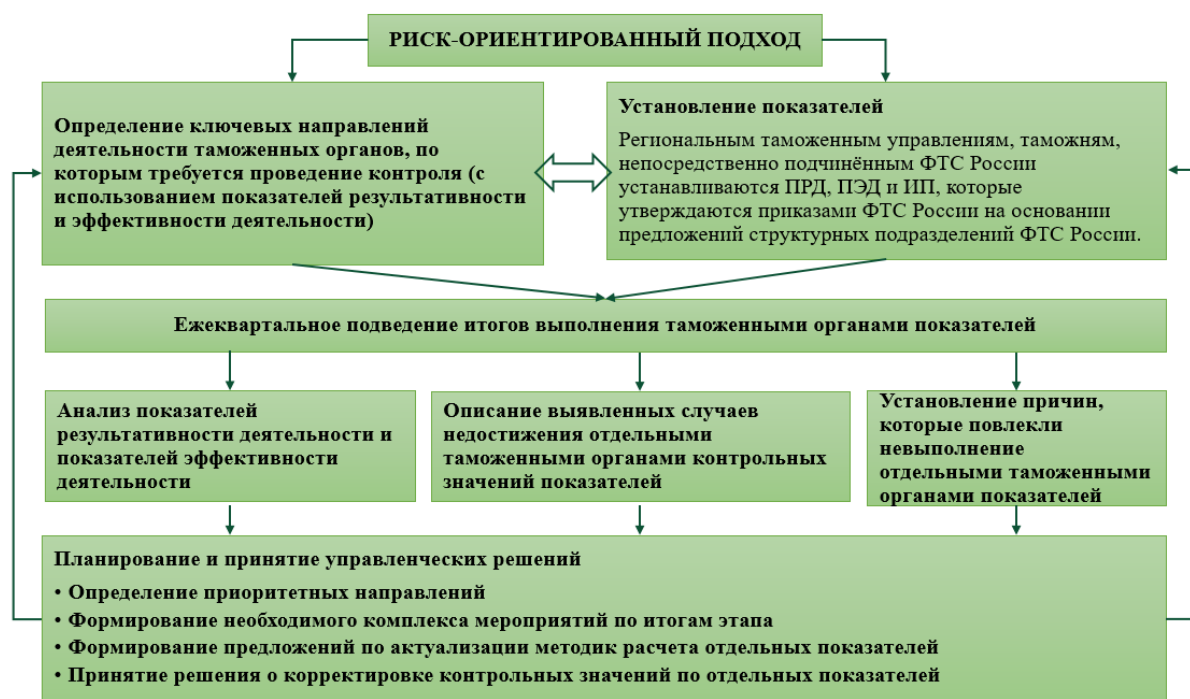 РИСК-ОРИЕНТИРОВАННЫЙ ПОДХОД
Определение ключевых направлений
деятельности таможенных органов, по
которым требуется проведение контроля (с
использованием показателей результативности
и эффективности деятельности)
Установление показателей
Региональным таможенным управлениям, таможням,
непосредственно подчинённым ФТС России
устанавливаются ПРД, ПЭД и ИП, которые
утверждаются приказами ФТС России на основании
предложений структурных подразделений ФТС России.
Ежеквартальное подведение итогов выполнения таможенными органами показателей
Анализ показателей
результативности деятельности и
показателей эффективности
деятельности
Описание выявленных случаев
недостижения отдельными
таможенными органами контрольных
значений показателей
Установление причин,
которые повлекли
невыполнение
отдельными таможенными
органами показателей
Планирование и принятие управленческих решений
• Определение приоритетных направлений
• Формирование необходимого комплекса мероприятий по итогам этапа
• Формирование предложений по актуализации методик расчета отдельных показателей
• Принятие решения о корректировке контрольных значений по отдельных показателей